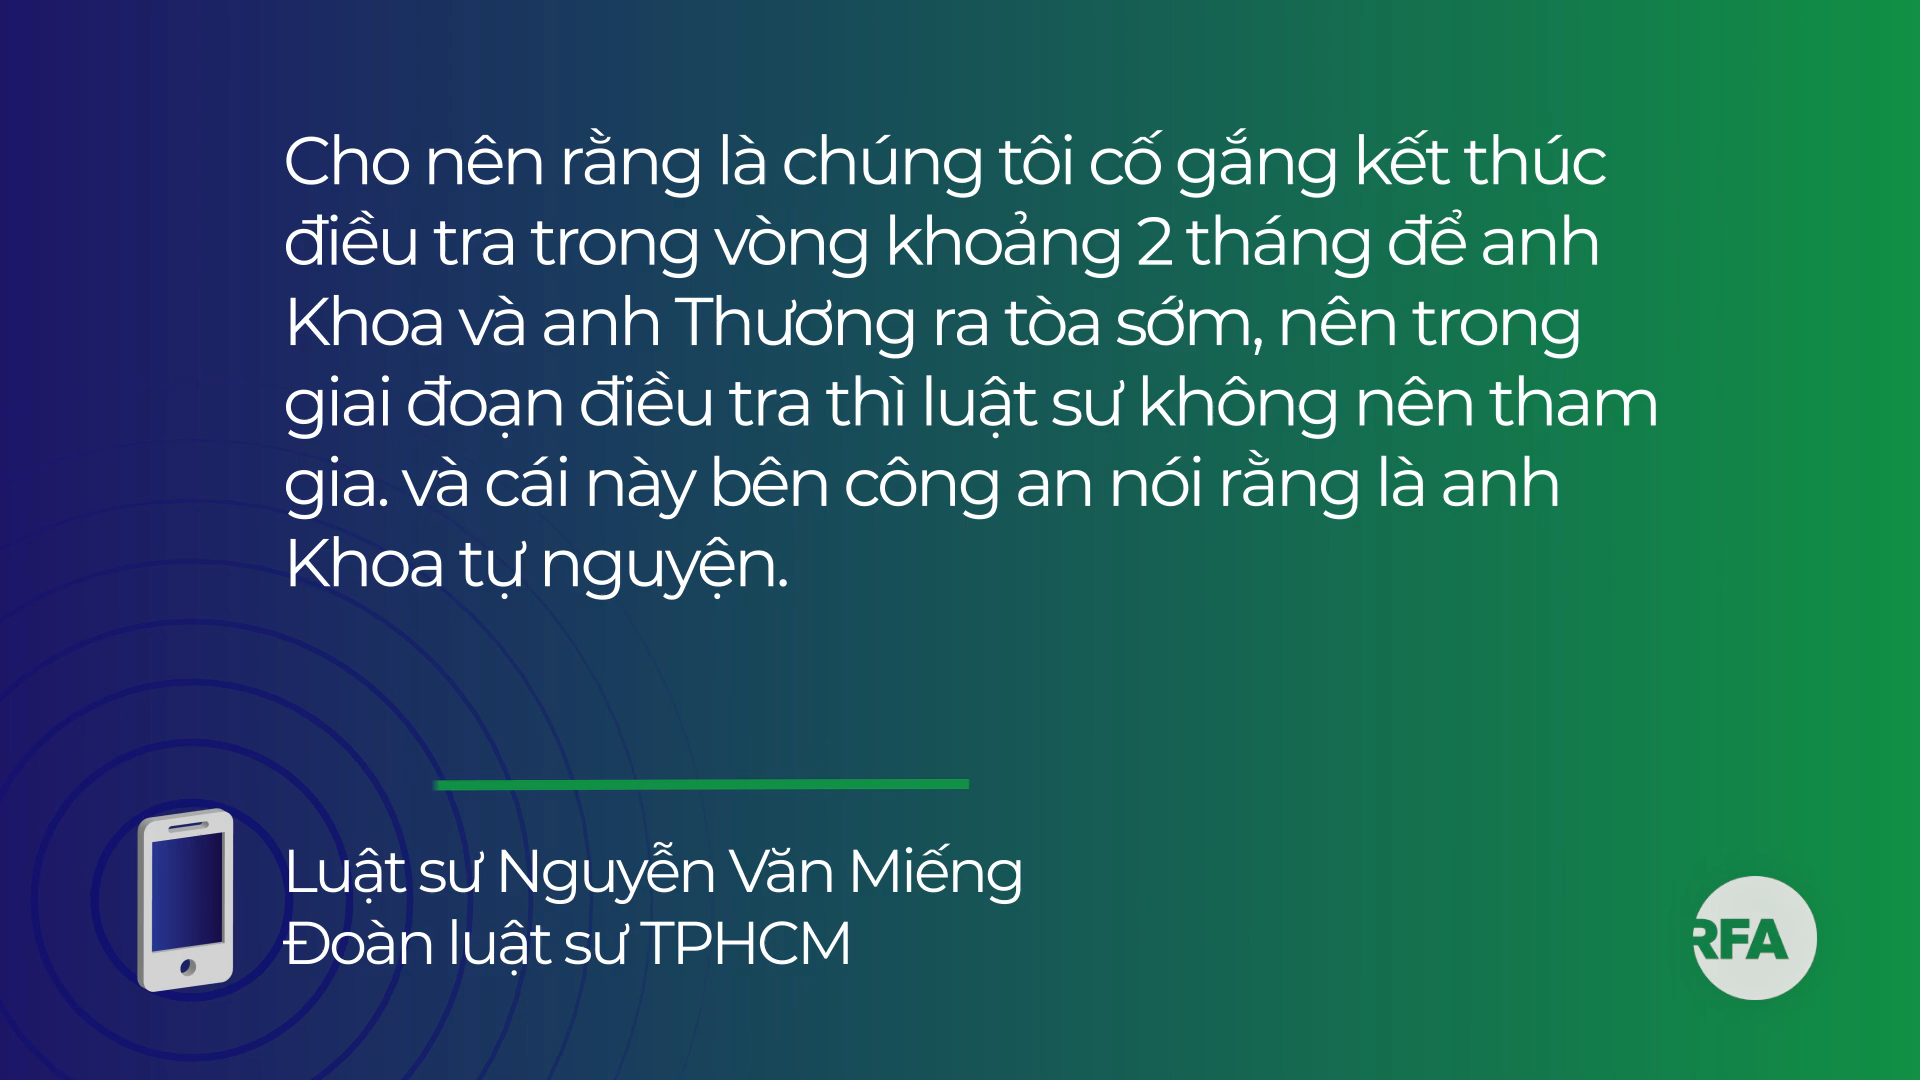 Cho nên rằng là chúng tôi cố gắng kết thúc
điều tra trong vòng khoảng 2 tháng để anh
Khoa và anh Thương ra tòa sớm, nên trong
giai đoạn điều tra thì luật sư không nên tham
gia. và cái này bên công an nói rằng là anh
Khoa tự nguyện.
Luật sư Nguyễn Văn Miếng
Đoàn luật sư TPHCM
RFA